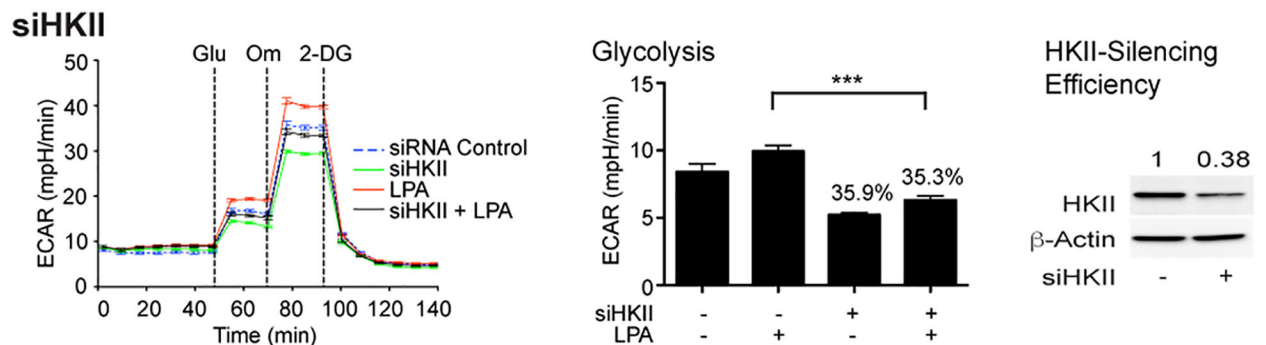 siHKII
Glu Om 2-DG
50
40
30
20
10
0
ECAR (mpH/min)
0 20 40 60 80 100 120 140
Time (min)
siRNA Control
siHKII
LPA
siHKII + LPA
Glycolysis
15
10
5
0
ECAR (mpH/min)
***
35.9%
35.3%
siHKII - - + +
LPA - + - +
HKII-Silencing
Efficiency
1 0.38
HKII
β-Actin
siHKII - +